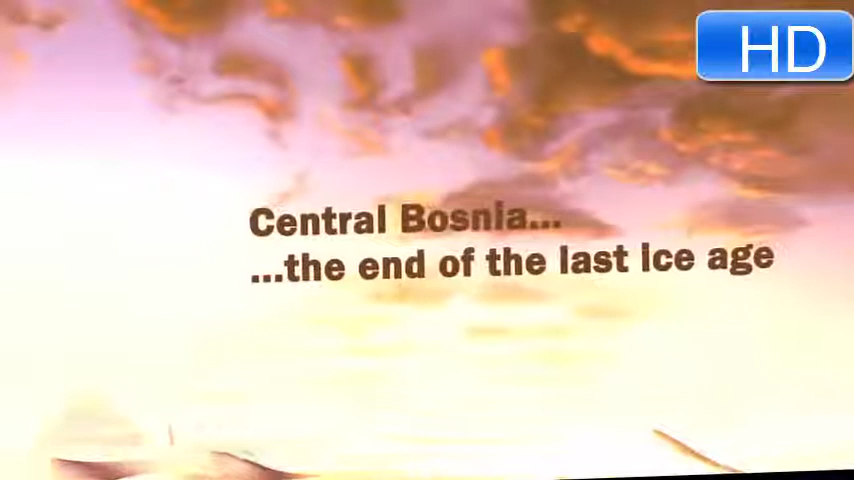 HD
Central Bosnia...
...the end of the last ice age